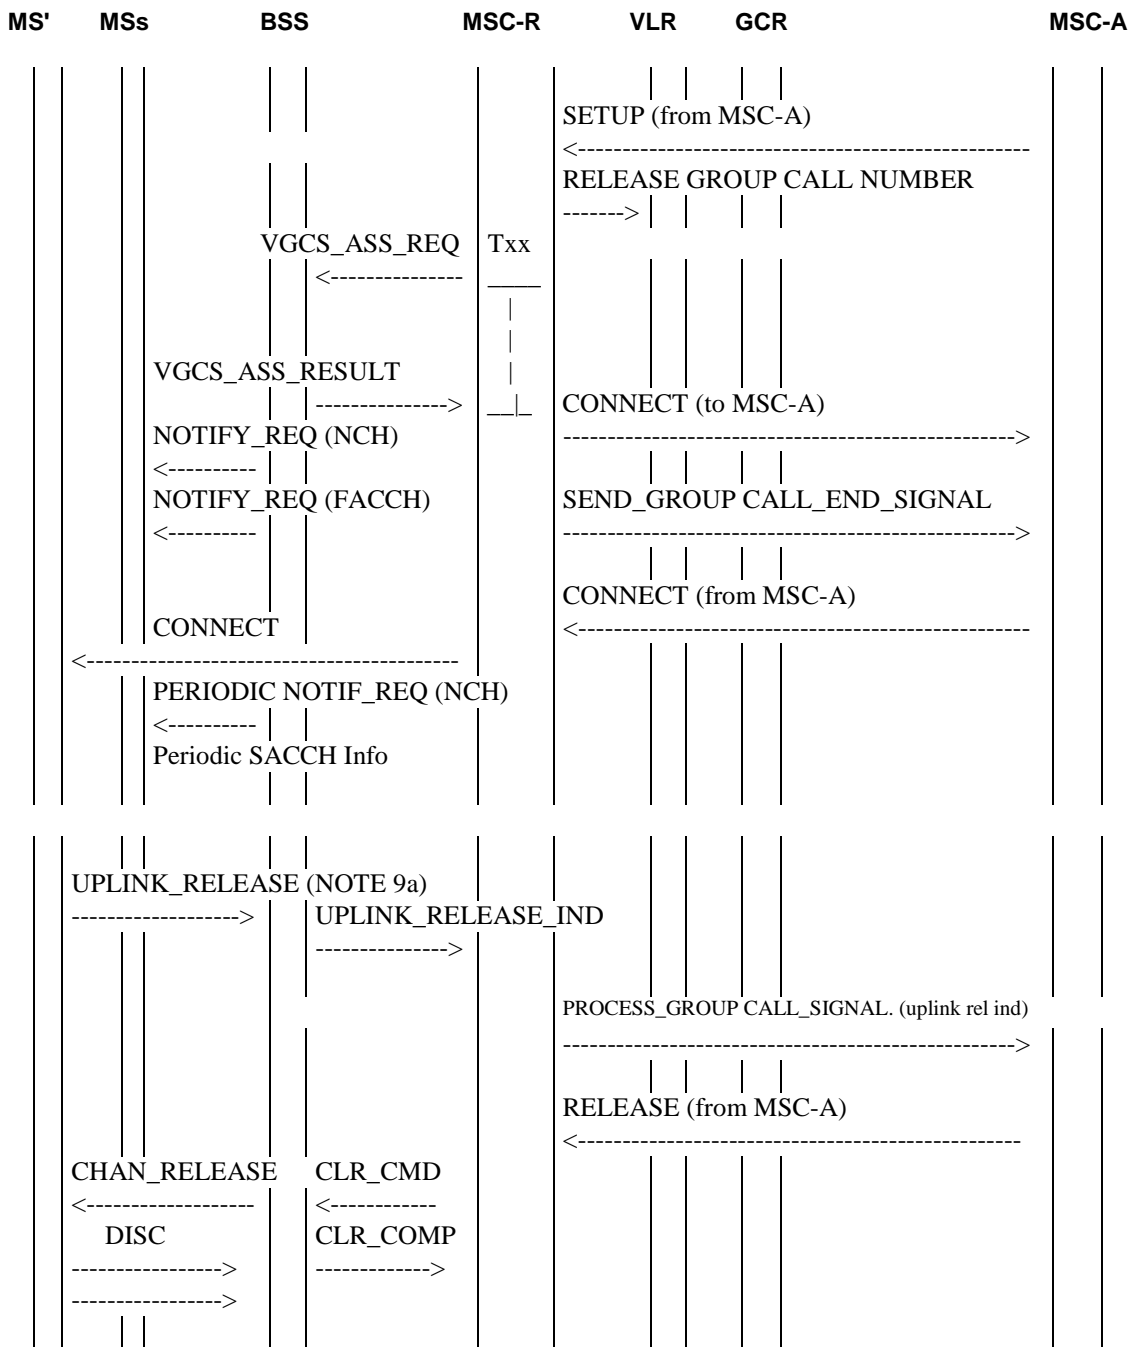 MS' MSs BSS MSC-R VLR GCR MSC-A
SETUP (from MSC-A)
RELEASE GROUP CALL NUMBER
VGCS_ASS_REQ Txx
VGCS_ASS_RESULT
CONNECT (to MSC-A)
NOTIFY_REQ (NCH)
NOTIFY_REQ (FACCH) SEND_GROUP CALL_END_SIGNAL
CONNECT (from MSC-A)
CONNECT
PERIODIC NOTIF_REQ (NCH)
Periodic SACCH Info
UPLINK_RELEASE (NOTE 9a)
UPLINK_RELEASE_IND
PROCESS_GROUP CALL_SIGNAL. (uplink rel ind)
RELEASE (from MSC-A)
CHAN_RELEASE CLR_CMD
DISC CLR_COMP